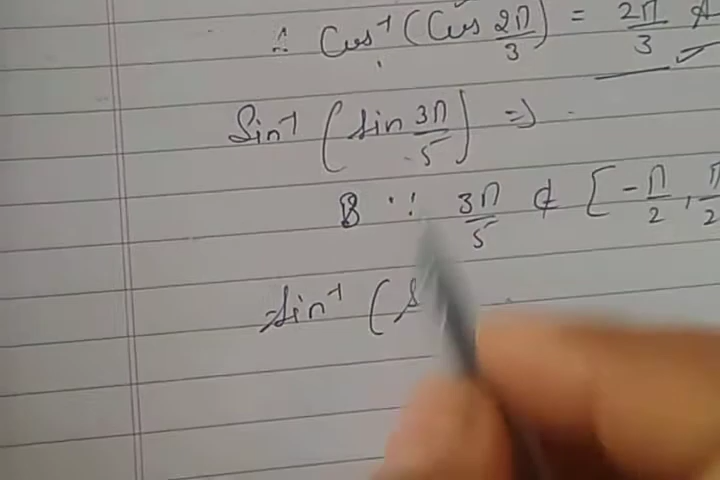 ∴ Cos⁻¹ (Cos 2π/3) = 2π/3
Sin⁻¹ (sin 3π/5) ⇒
∵ 3π/5 ∉ [-π/2, π/2
Sin⁻¹ (s